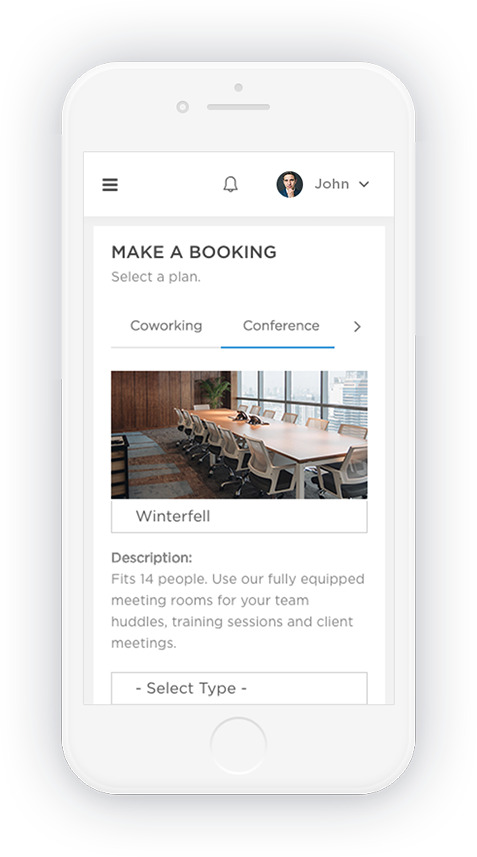 John
MAKE A BOOKING
Select a plan.
Coworking Conference
Winterfell
Description:
Fits 14 people. Use our fully equipped
meeting rooms for your team
huddles, training sessions and client
meetings.
- Select Type -